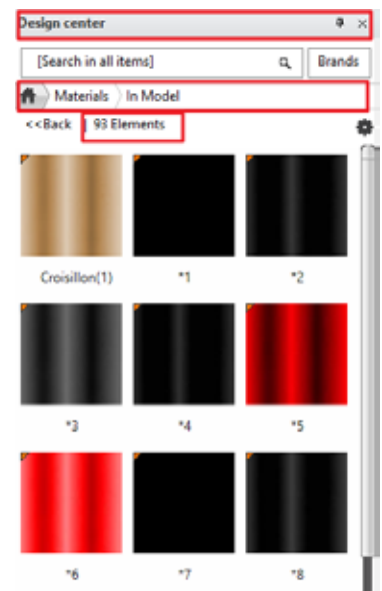 Design center
[Search in all items]
Brands
Materials
In Model
<<Back
93 Elements
Croisillon(1)
*1
*2
*3
*4
*5
*6
*7
*8